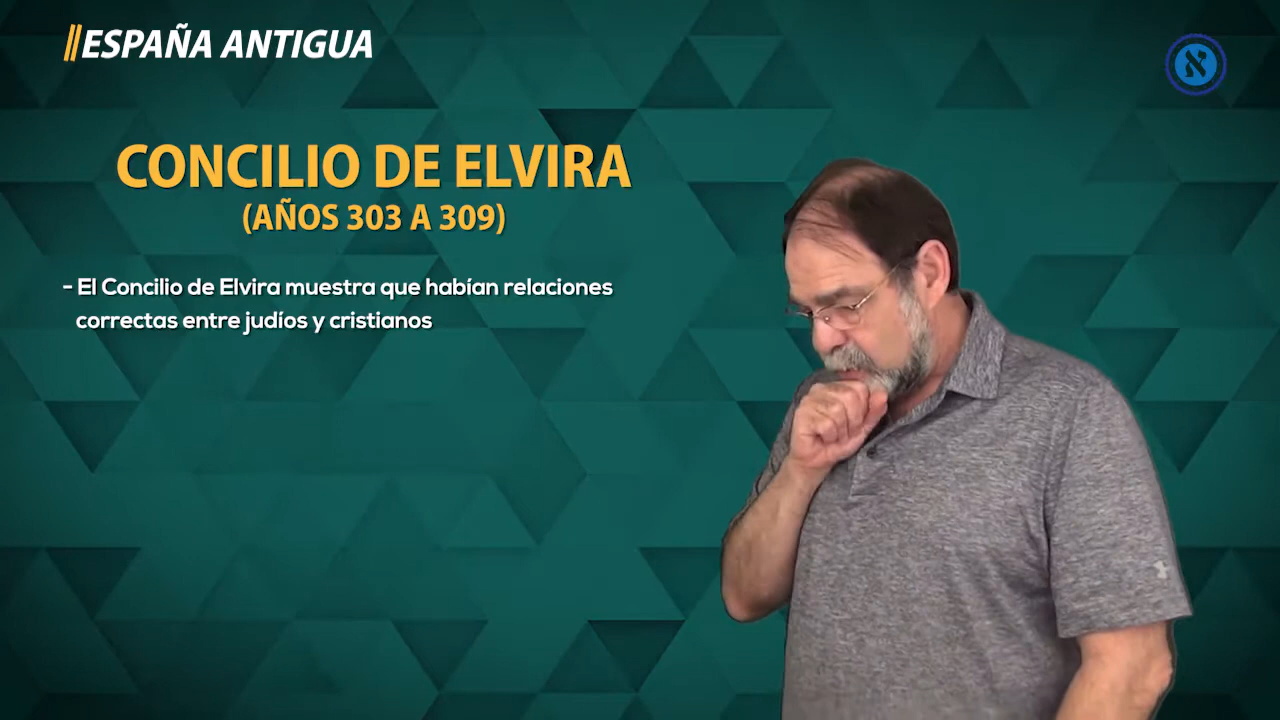 //ESPAÑA ANTIGUA
א
CONCILIO DE ELVIRA
(AÑOS 303 A 309)
- El Concilio de Elvira muestra que habían relaciones
correctas entre judíos y cristianos